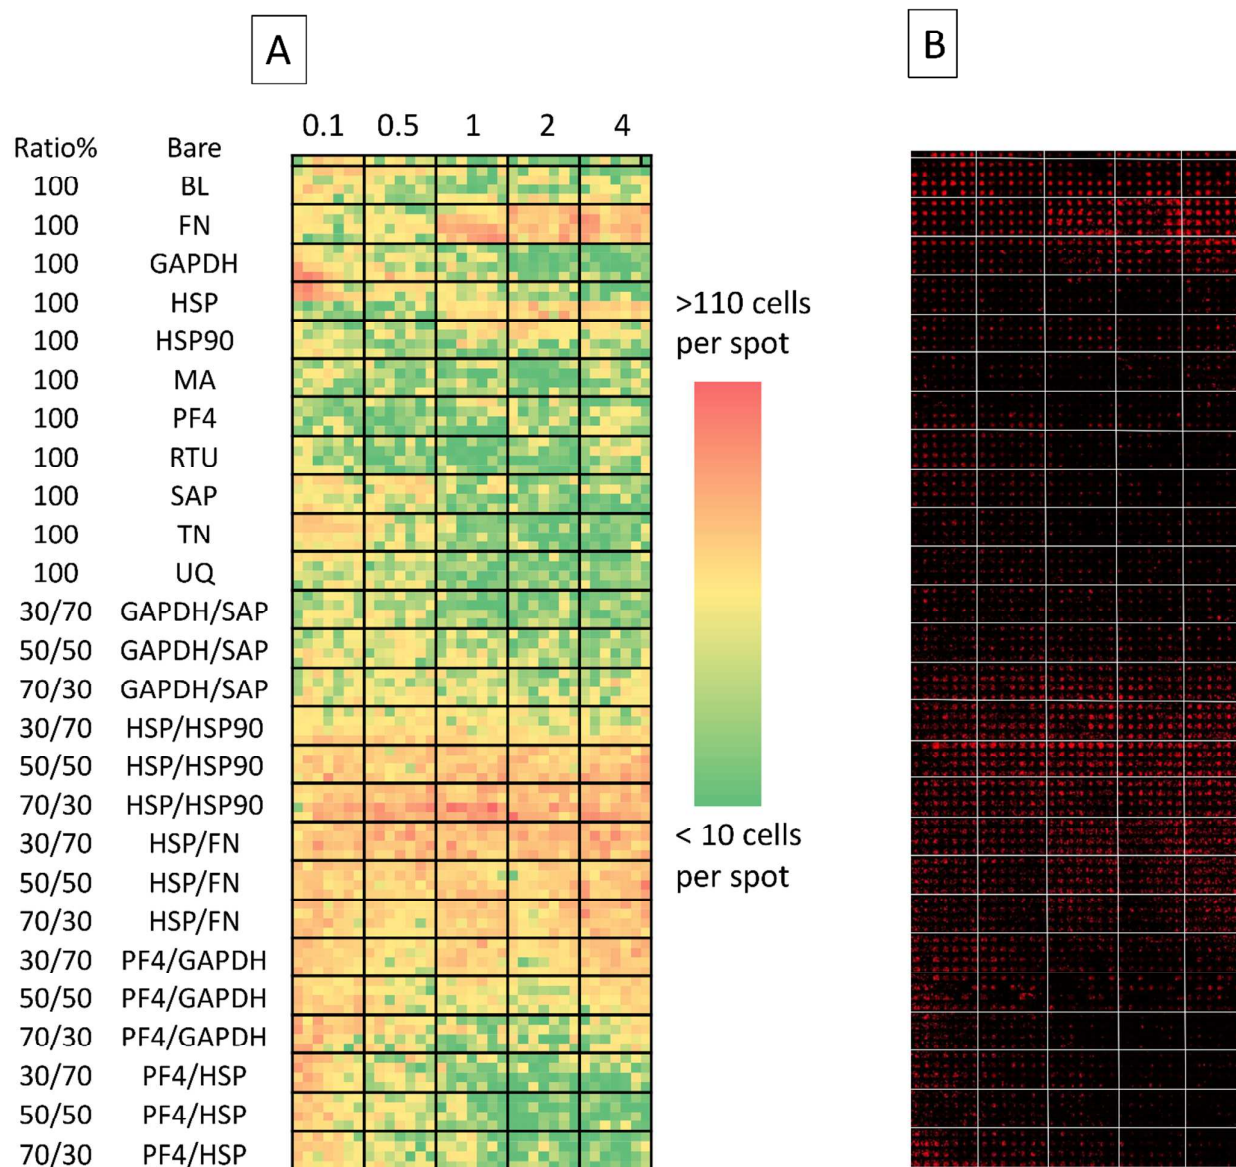 A
B
0.1 0.5 1 2 4
Ratio% Bare
100 BL
100 FN
100 GAPDH
100 HSP
100 HSP90
100 MA
100 PF4
100 RTU
100 SAP
100 TN
100 UQ
30/70 GAPDH/SAP
50/50 GAPDH/SAP
70/30 GAPDH/SAP
30/70 HSP/HSP90
50/50 HSP/HSP90
70/30 HSP/HSP90
30/70 HSP/FN
50/50 HSP/FN
70/30 HSP/FN
30/70 PF4/GAPDH
50/50 PF4/GAPDH
70/30 PF4/GAPDH
30/70 PF4/HSP
50/50 PF4/HSP
70/30 PF4/HSP
>110 cells
per spot
< 10 cells
per spot